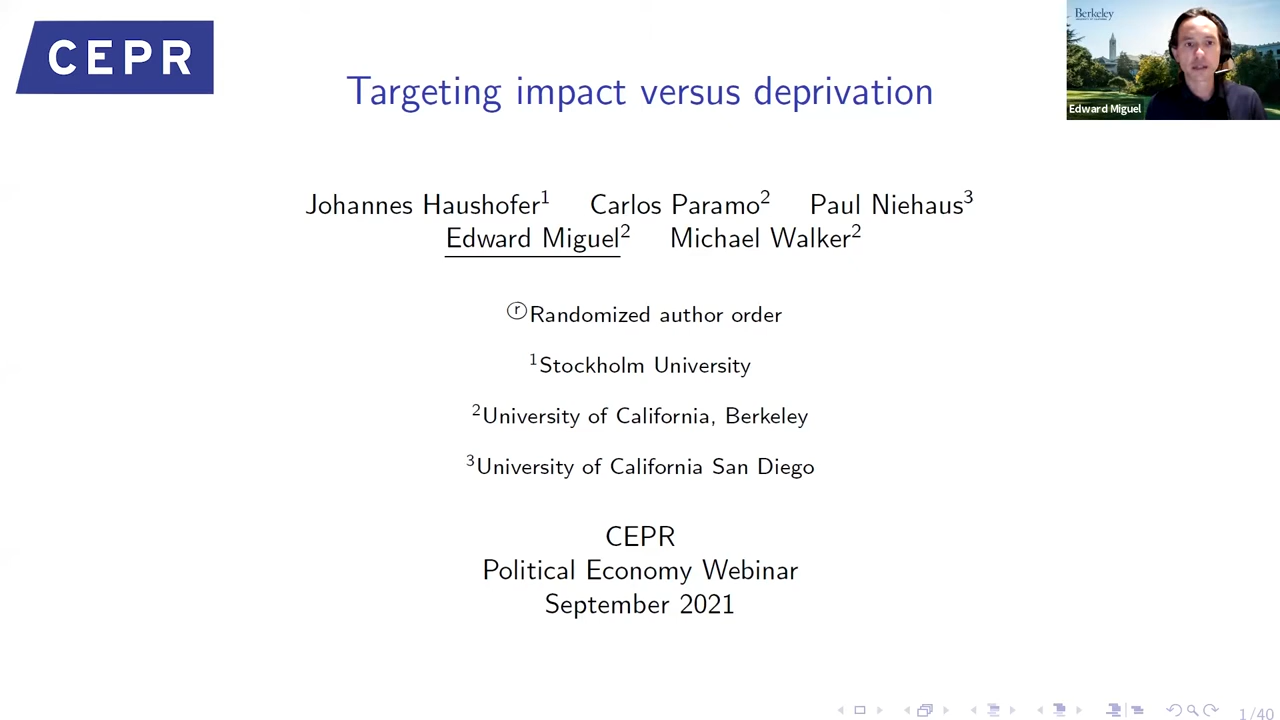 CEPR
Berkeley
Edward Miguel
Targeting impact versus deprivation
Johannes Haushofer¹ Carlos Paramo² Paul Niehaus³
Edward Miguel² Michael Walker²
ⓡRandomized author order
¹Stockholm University
²University of California, Berkeley
³University of California San Diego
CEPR
Political Economy Webinar
September 2021
1/40